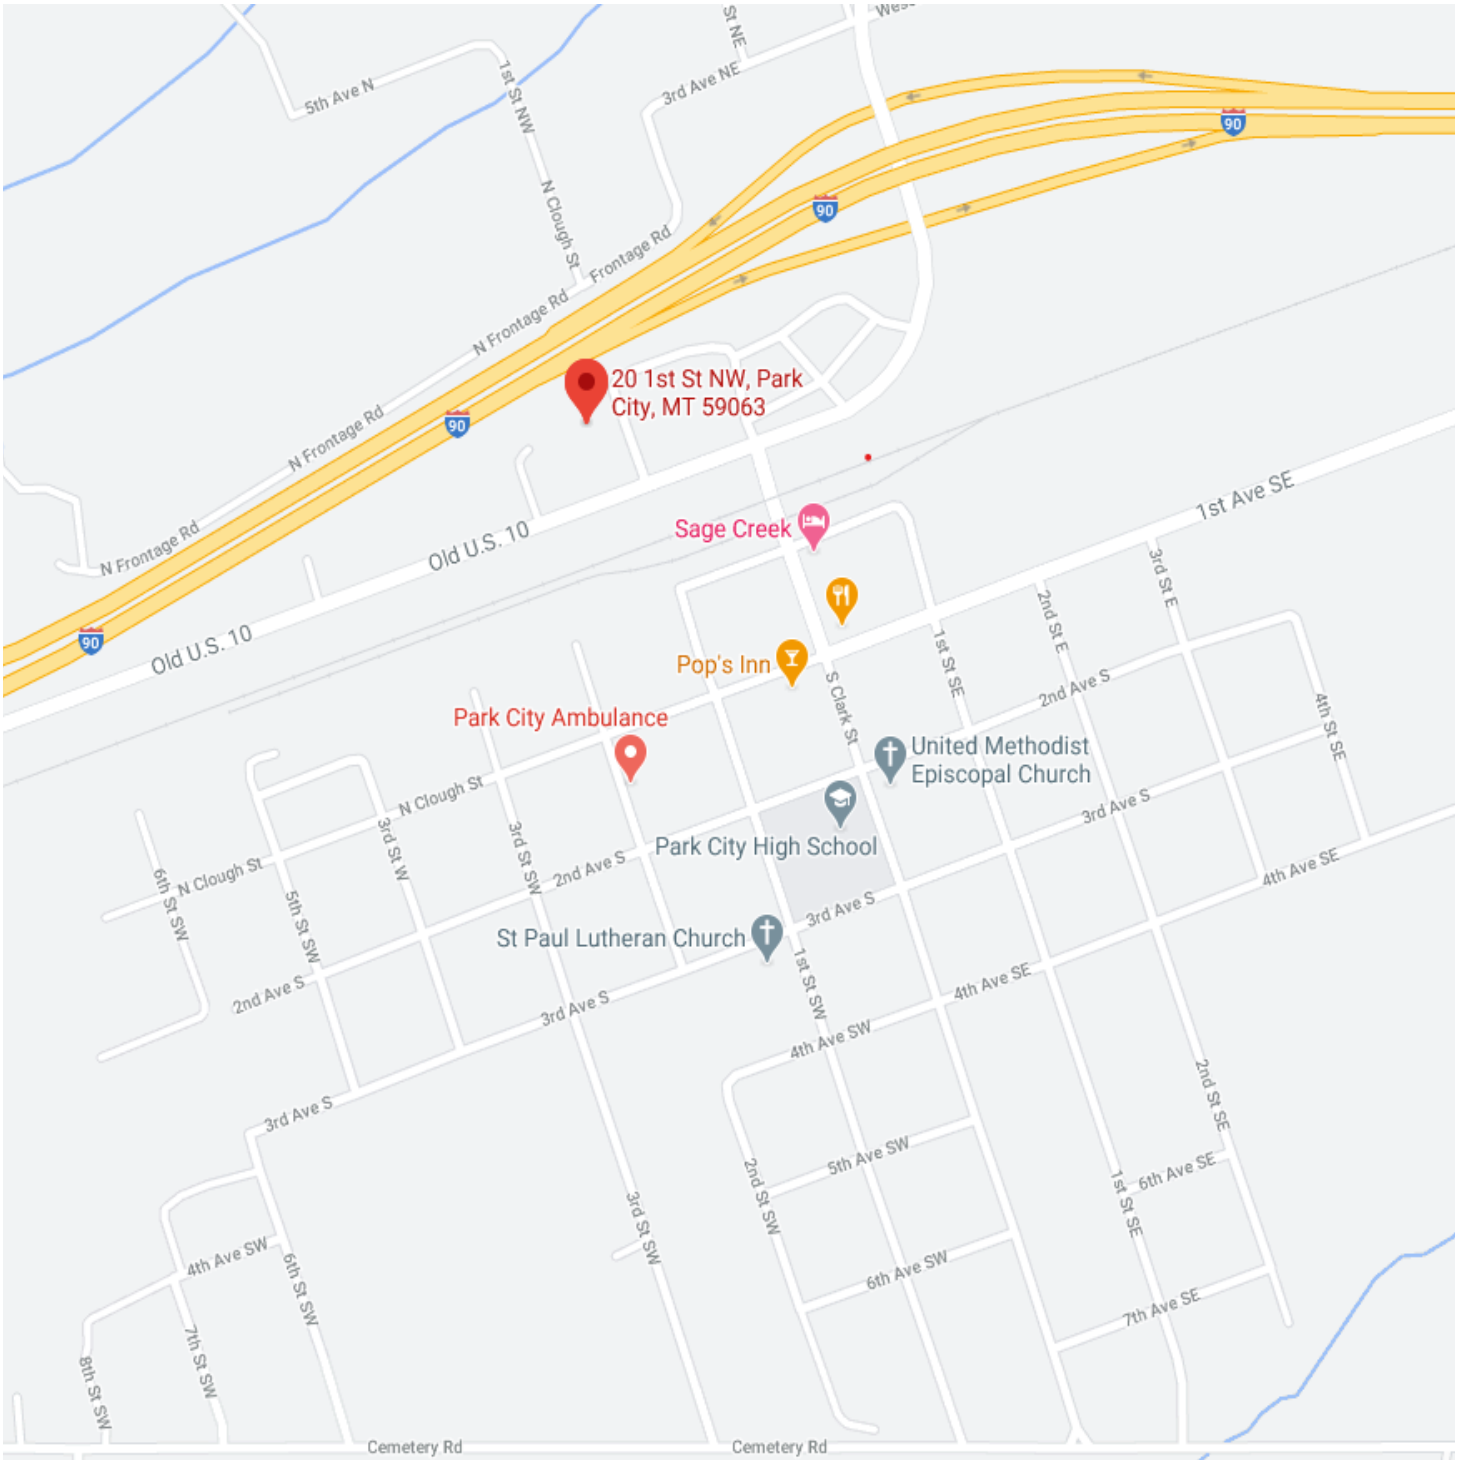 Wes
St NE
3rd Ave NE
5th Ave N
1st St NW
90
90
N Clough St
Frontage Rd
N Frontage Rd
20 1st St NW, Park
City, MT 59063
90
N Frontage Rd
N Frontage Rd
Old U.S. 10
1st Ave SE
Sage Creek
90
Old U.S. 10
3rd St E
2nd St E
1st St SE
Pop's Inn
S Clark St
2nd Ave S
4th St SE
Park City Ambulance
United Methodist
Episcopal Church
N Clough St
3rd Ave S
Park City High School
3rd St W
3rd St SW
2nd Ave S
4th Ave SE
N Clough St
6th St SW
5th St SW
3rd Ave S
St Paul Lutheran Church
2nd Ave S
1st St SW
4th Ave SE
3rd Ave S
4th Ave SW
3rd Ave S
2nd St SE
5th Ave SW
6th Ave SE
2nd St SW
1st St SE
3rd St SW
4th Ave SW
6th St SW
6th Ave SW
7th Ave SE
7th St SW
8th St SW
Cemetery Rd
Cemetery Rd